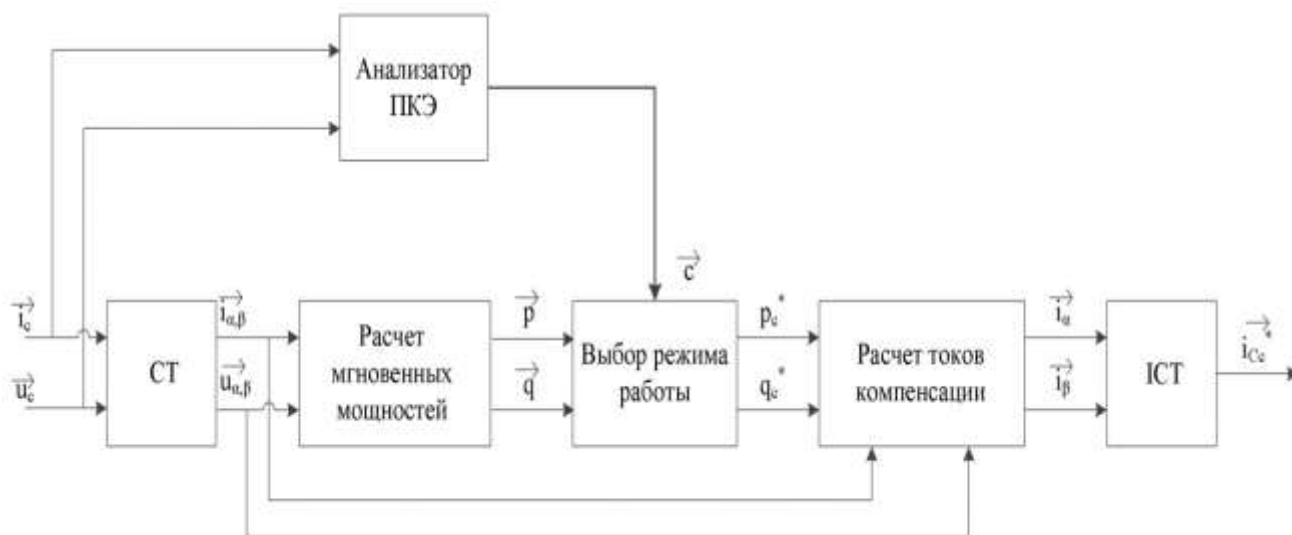 Анализатор
ПКЭ
c
i_c
u_c
СТ
i_α,β
u_α,β
Расчет
мгновенных
мощностей
p
q
Выбор режима
работы
p_c*
q_c*
Расчет токов
компенсации
i_α
i_β
ICT
i_Cc*